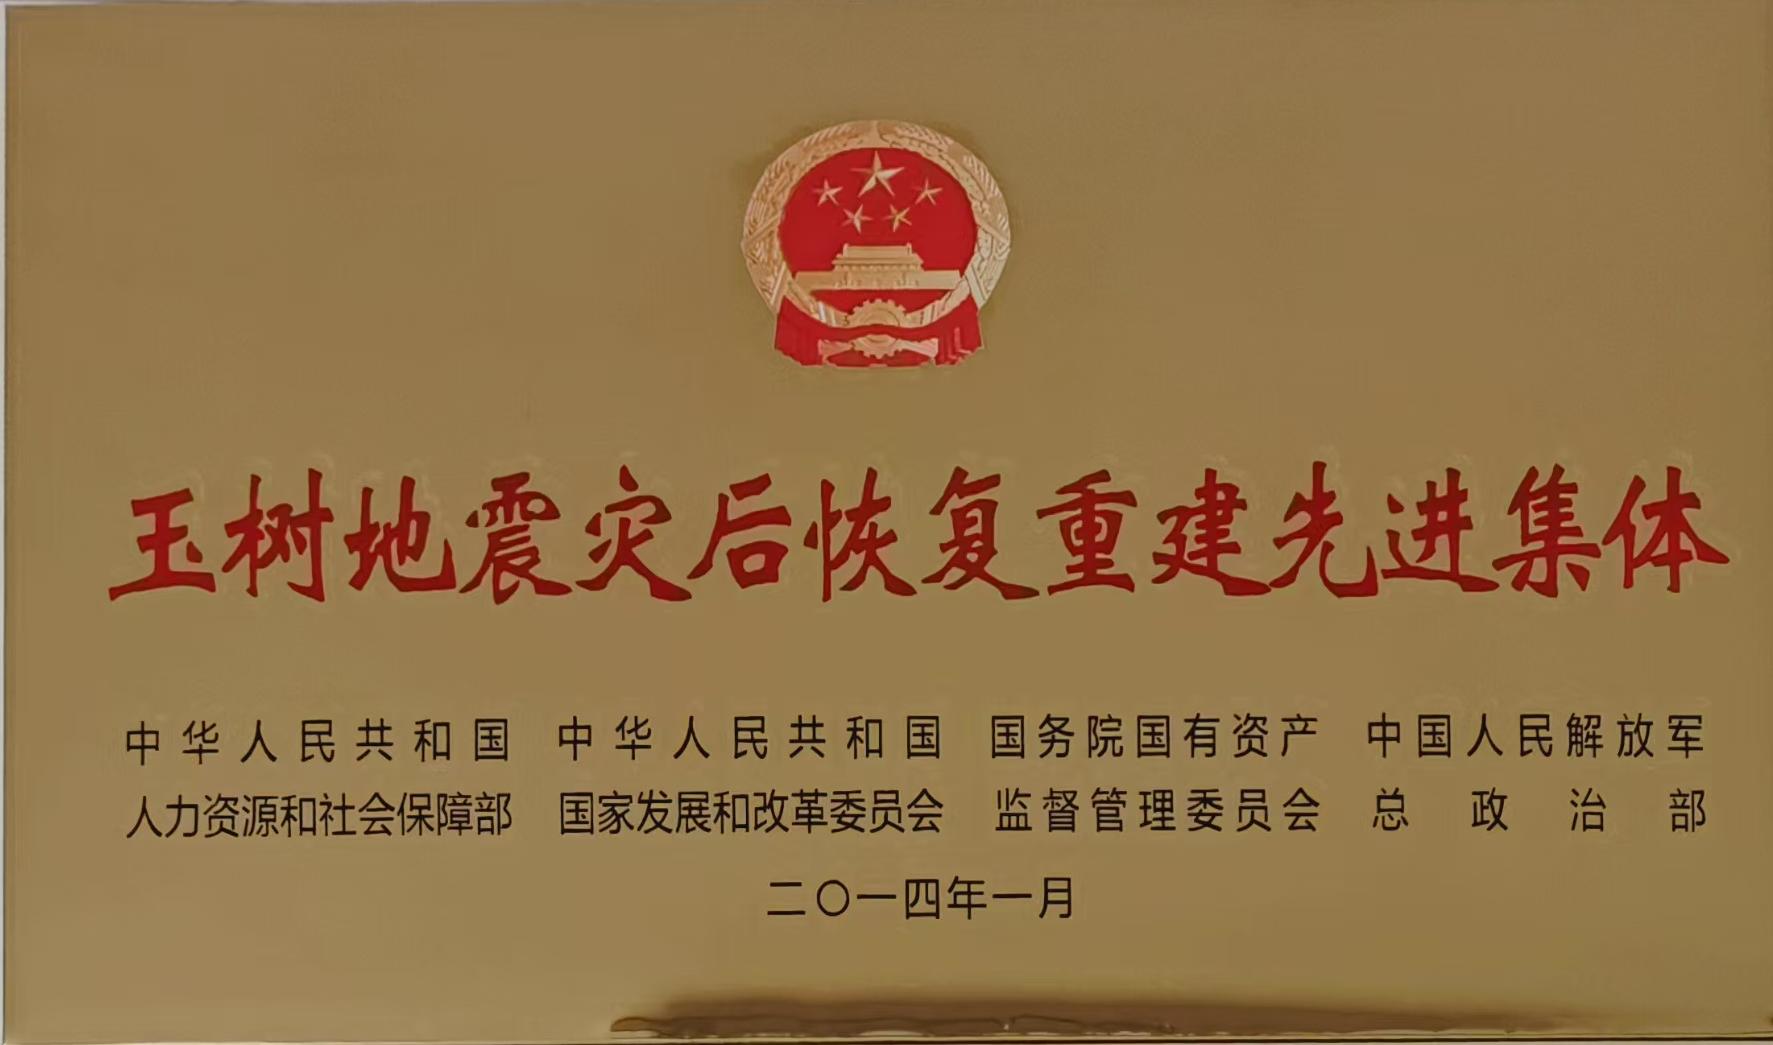 玉树地震灾后恢复重建先进集体
中华人民共和国 中华人民共和国 国务院国有资产 中国人民解放军
人力资源和社会保障部 国家发展和改革委员会 监督管理委员会 总政治部
二〇一四年一月